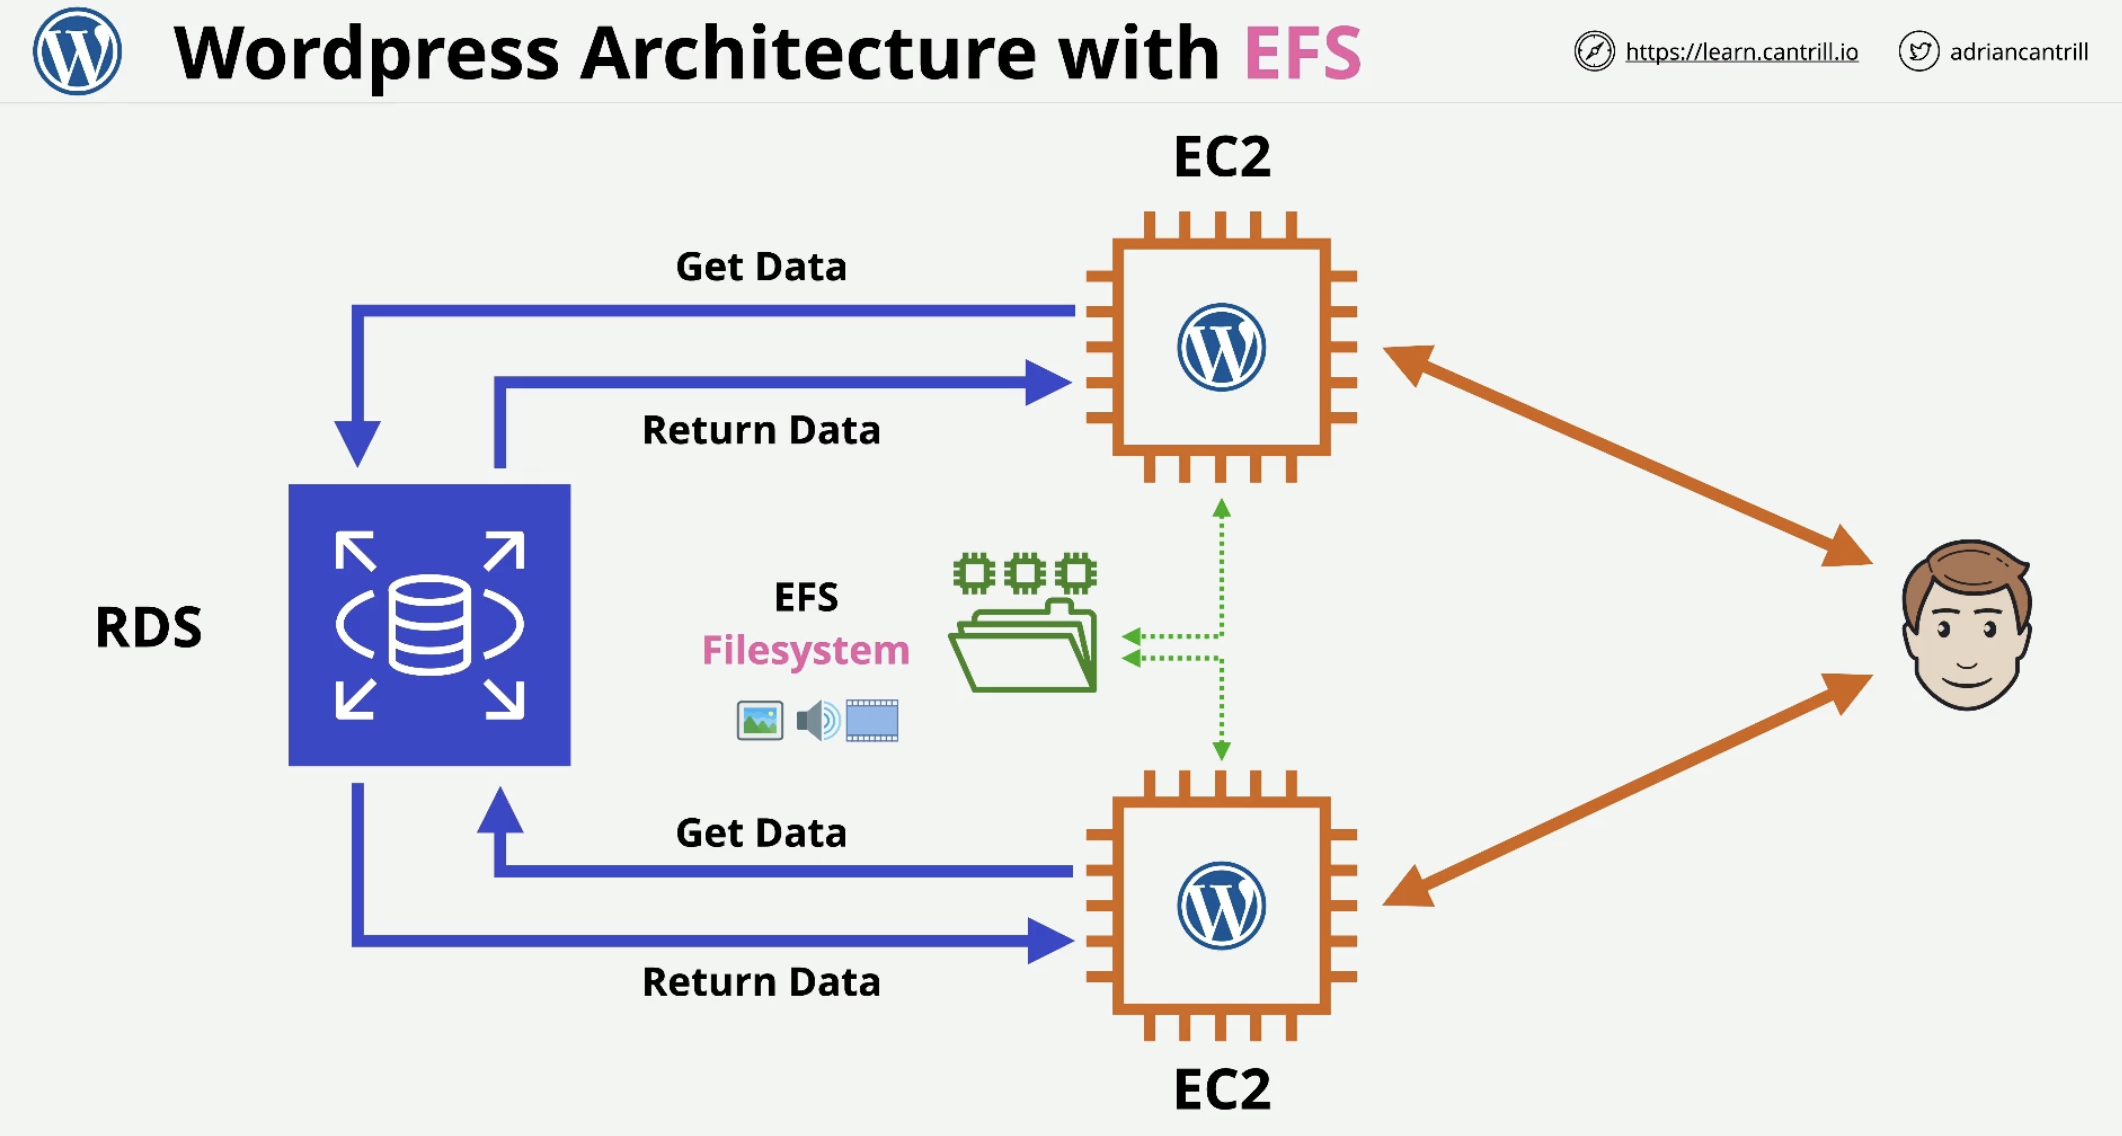 Wordpress Architecture with EFS
https://learn.cantrill.io
adriancantrill
EC2
Get Data
Return Data
RDS
EFS
Filesystem
Get Data
Return Data
EC2